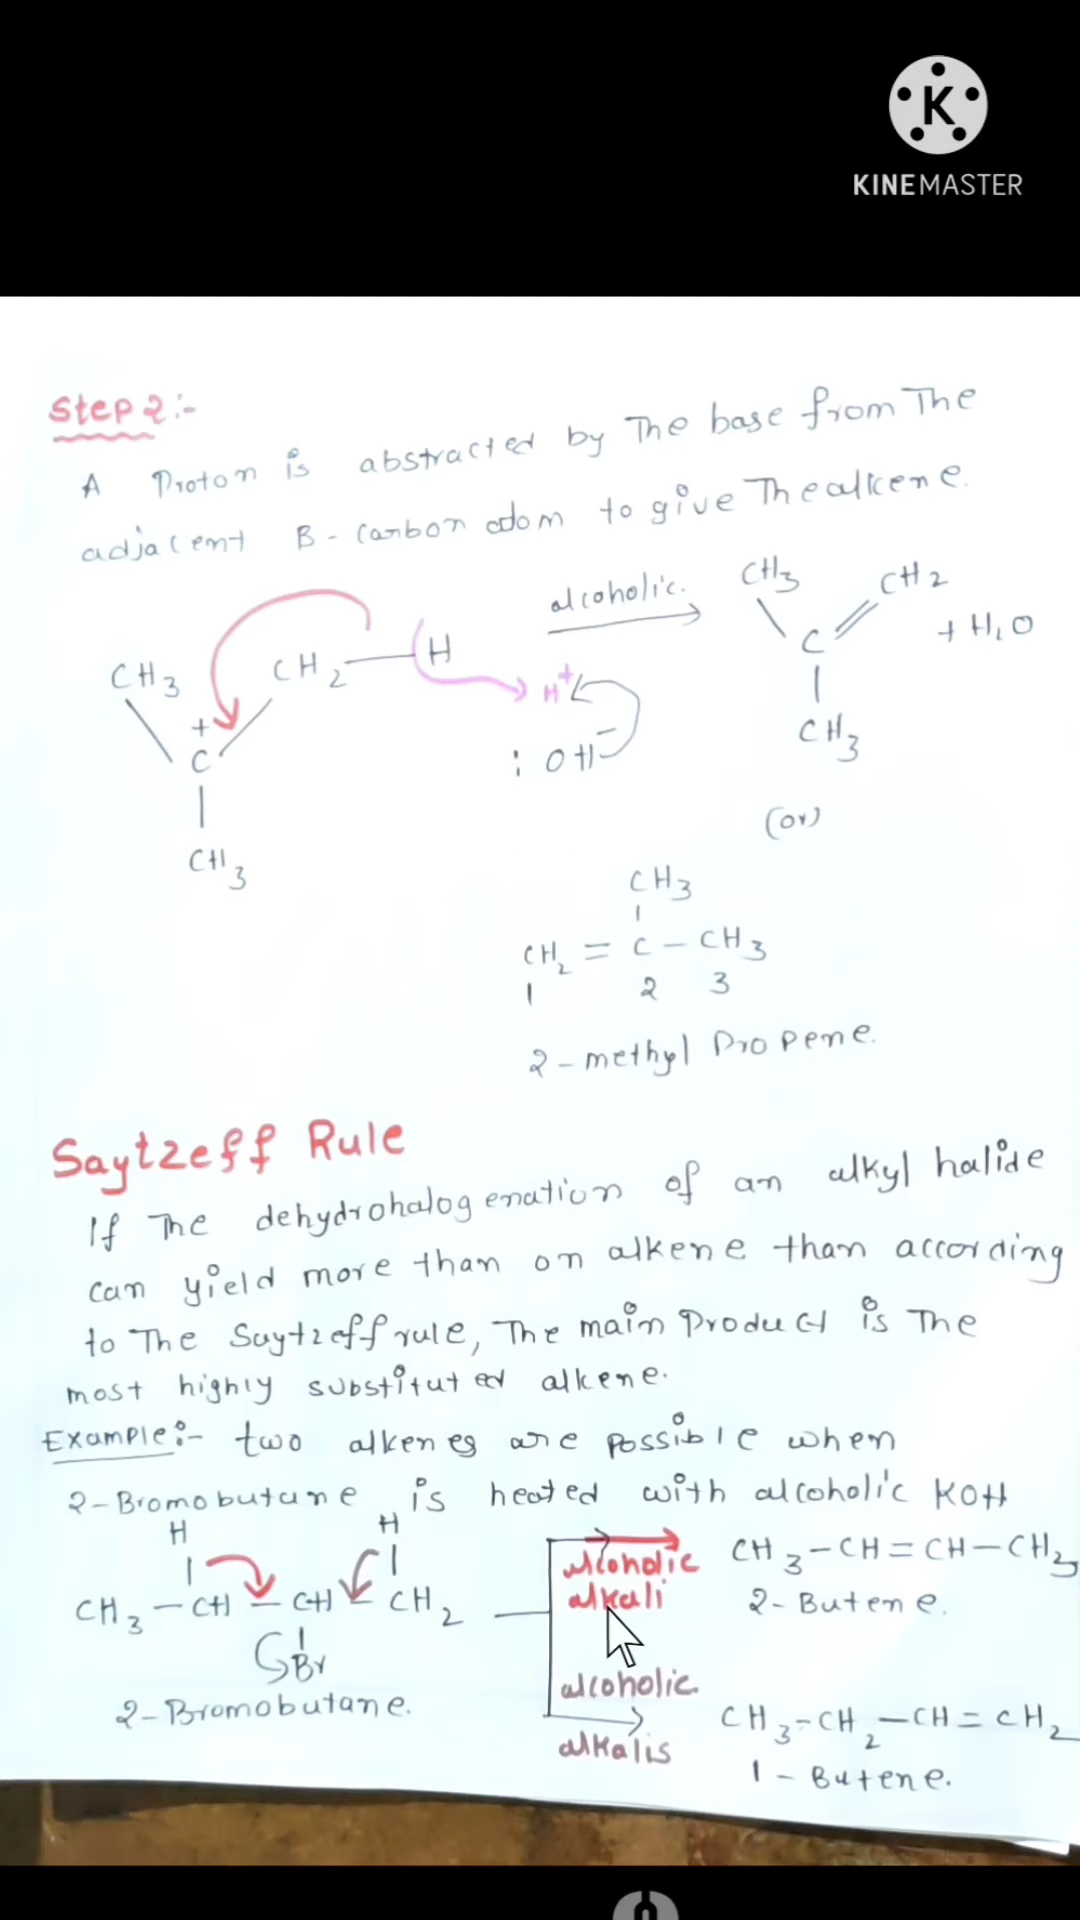 K
KINEMASTER
Step 2:-
A Proton is abstracted by The base from The
adjacent B-carbon atom to give The alkene.
CH3 CH2—H alcoholic. CH3 CH2
+ C H+ C + H2O
: OH- CH3
CH3
(or)
CH3
CH2 = C - CH3
1 2 3
2-methyl Propene.
Saytzeff Rule
If The dehydrohalogenation of an alkyl halide
can yield more than on alkene than according
to The Saytzeff rule, The main Product is The
most highly substituted alkene.
Example:- two alkenes are possible when
2-Bromobutane is heated with alcoholic KOH
H H
CH3-CH-CH-CH2 alcoholic alkali CH3-CH=CH-CH3
Br 2-Butene.
2-Bromobutane. alcoholic. CH3-CH2-CH=CH2
alkalis 1-Butene.